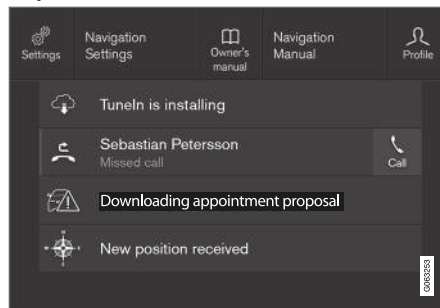 Settings
Navigation
Settings
Owner's
manual
Navigation
Manual
Profile
TuneIn is installing
Sebastian Petersson
Missed call
Call
Downloading appointment proposal
New position received
G063253